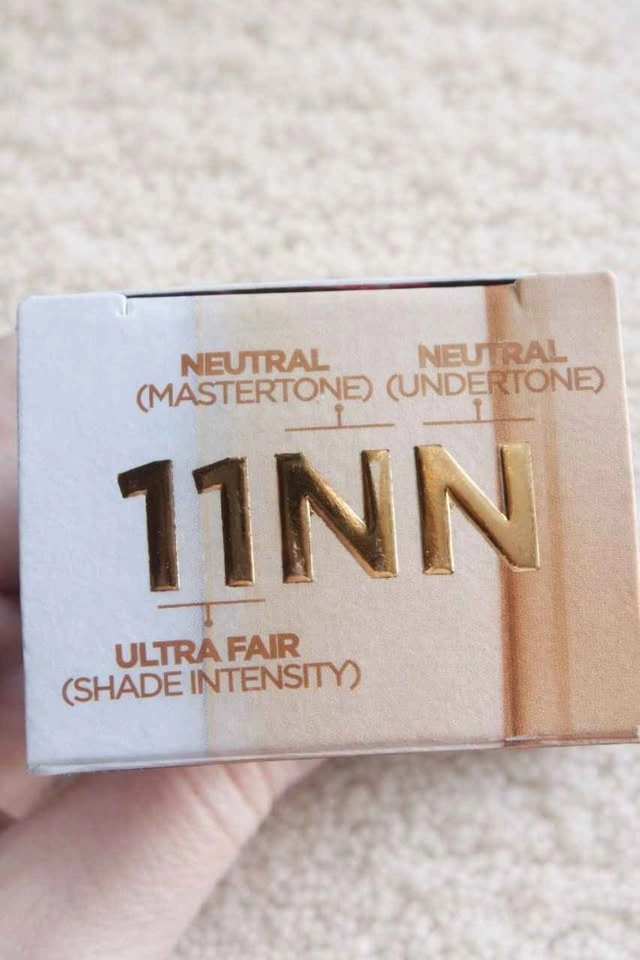 NEUTRAL NEUTRAL
(MASTERTONE) (UNDERTONE)
11NN
ULTRA FAIR
(SHADE INTENSITY)